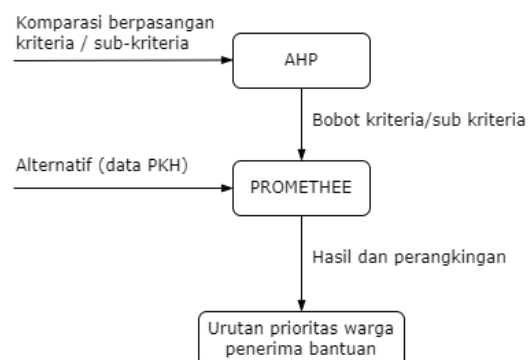 Komparasi berpasangan
kriteria / sub-kriteria
AHP
Bobot kriteria/sub kriteria
Alternatif (data PKH)
PROMETHEE
Hasil dan perangkingan
Urutan prioritas warga
penerima bantuan